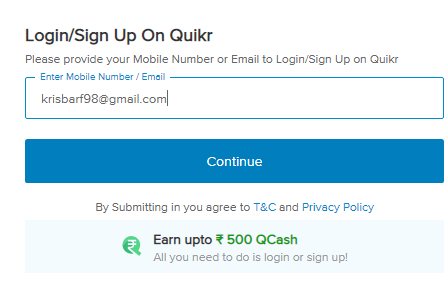 Login/Sign Up On Quikr
Please provide your Mobile Number or Email to Login/Sign Up on Quikr
Enter Mobile Number / Email
krisbarf98@gmail.com
Continue
By Submitting in you agree to T&C and Privacy Policy
Earn upto ₹ 500 QCash
All you need to do is login or sign up!